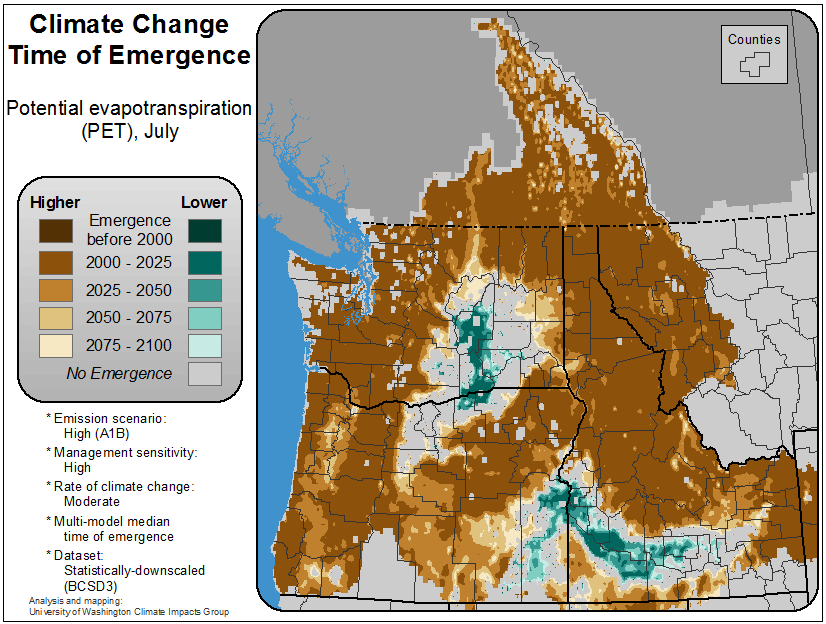 Climate Change
Time of Emergence
Potential evapotranspiration
(PET), July
Higher Lower
Emergence
before 2000
2000 - 2025
2025 - 2050
2050 - 2075
2075 - 2100
No Emergence
* Emission scenario:
High (A1B)
* Management sensitivity:
High
* Rate of climate change:
Moderate
* Multi-model median
time of emergence
* Dataset:
Statistically-downscaled
(BCSD3)
Analysis and mapping:
University of Washington Climate Impacts Group
Counties